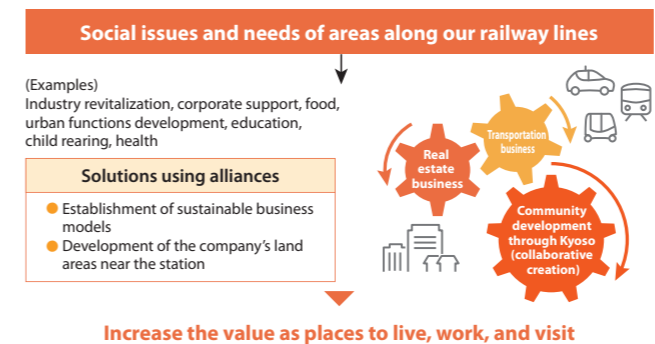 Social issues and needs of areas along our railway lines
(Examples)
Industry revitalization, corporate support, food,
urban functions development, education,
child rearing, health
Solutions using alliances
Establishment of sustainable business
models
Development of the company's land
areas near the station
Real
estate
business
Transportation
business
Community
development
through Kyoso
(collaborative
creation)
Increase the value as places to live, work, and visit